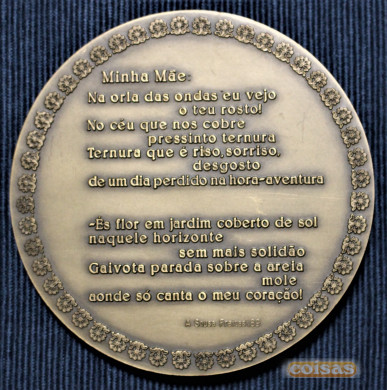 Minha Mãe:
Na orla das ondas eu vejo
o teu rosto!
No céu que nos cobre
pressinto ternura
Ternura que é riso, sorriso,
desgosto
de um dia perdido na hora-aventura
-És flor em jardim coberto de sol
naquele horizonte
sem mais solidão
Gaivota parada sobre a areia
mole
aonde só canta o meu coração!
coisas